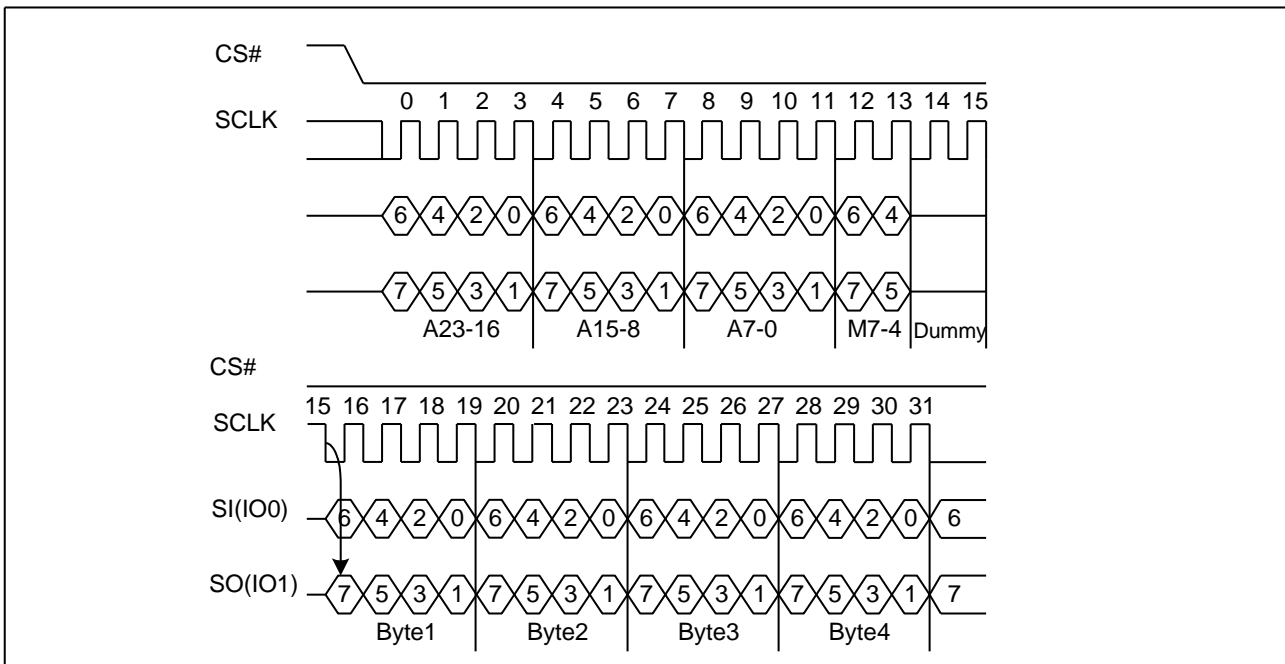 CS#
0 1 2 3 4 5 6 7 8 9 10 11 12 13 14 15
SCLK
6 4 2 0 6 4 2 0 6 4 2 0 6 4
7 5 3 1 7 5 3 1 7 5 3 1 7 5
A23-16 A15-8 A7-0 M7-4 Dummy
CS#
15 16 17 18 19 20 21 22 23 24 25 26 27 28 29 30 31
SCLK
SI(IO0) 6 4 2 0 6 4 2 0 6 4 2 0 6 4 2 0 6
SO(IO1) 7 5 3 1 7 5 3 1 7 5 3 1 7 5 3 1 7
Byte1 Byte2 Byte3 Byte4